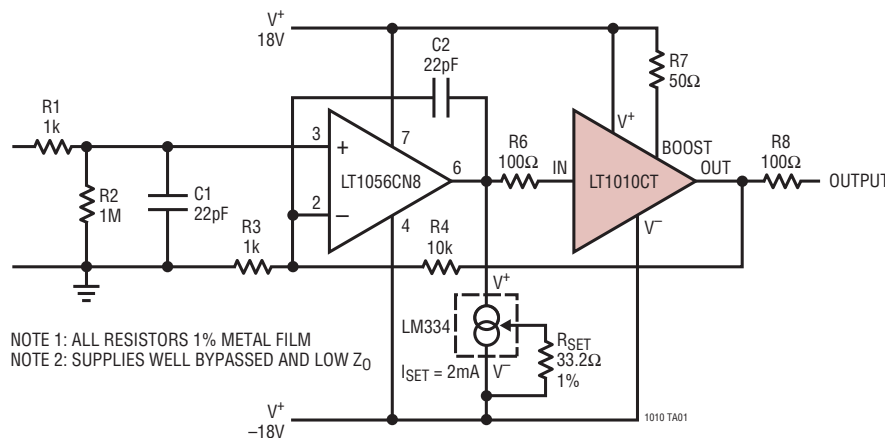 V+
18V
C2
22pF
R7
50Ω
R1
1k
3
+
7
V+
BOOST
R6
100Ω
R8
100Ω
LT1056CN8
6
IN
LT1010CT
OUT
OUTPUT
R2
1M
C1
22pF
2
–
4
V–
R3
1k
R4
10k
V+
LM334
RSET
33.2Ω
1%
ISET = 2mA
V–
NOTE 1: ALL RESISTORS 1% METAL FILM
NOTE 2: SUPPLIES WELL BYPASSED AND LOW ZO
V+
–18V
1010 TA01